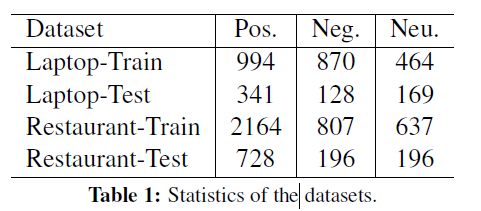 Dataset Pos. Neg. Neu.
Laptop-Train 994 870 464
Laptop-Test 341 128 169
Restaurant-Train 2164 807 637
Restaurant-Test 728 196 196
Table 1: Statistics of the datasets.